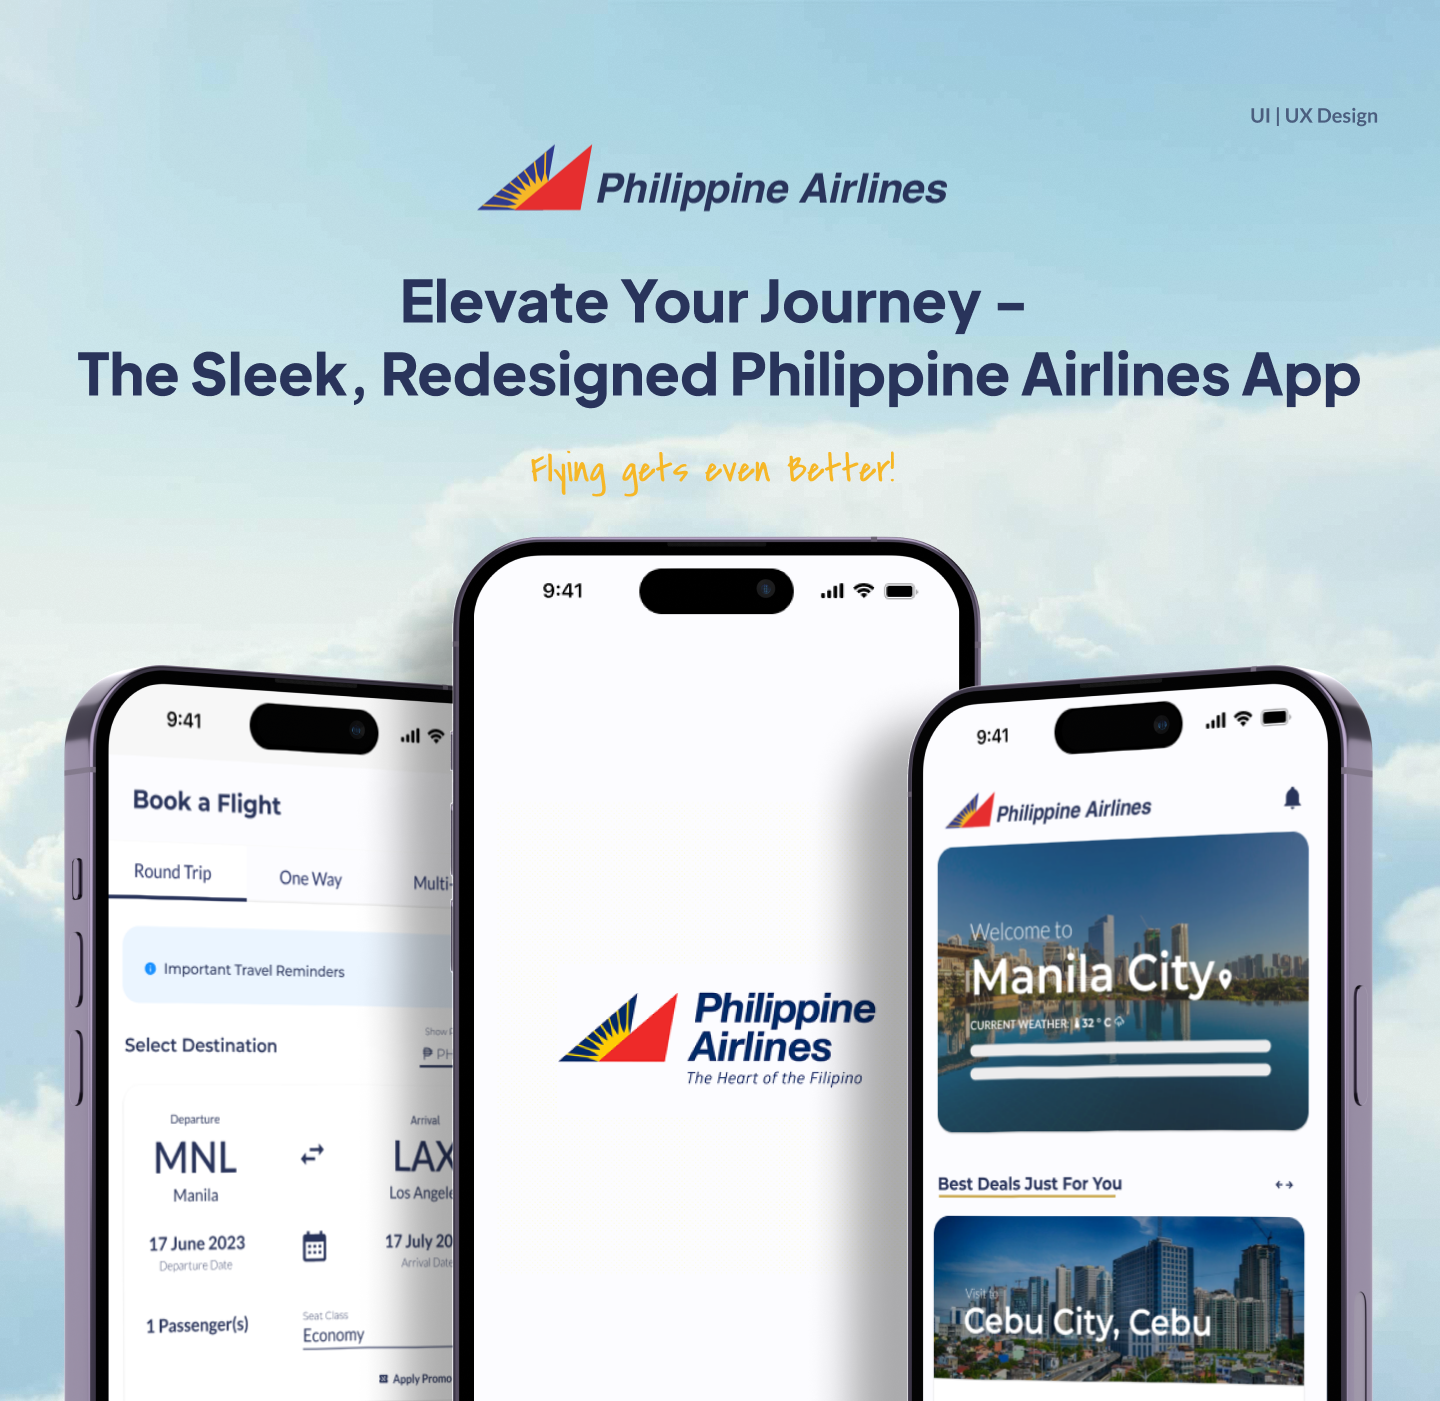 UI | UX Design
Philippine Airlines
Elevate Your Journey –
The Sleek, Redesigned Philippine Airlines App
Flying gets even Better!
9:41
Book a Flight
Round Trip
One Way
Multi-
Important Travel Reminders
Select Destination
Show
₱ PH
Departure
Arrival
MNL
LAX
Manila
Los Angele
17 June 2023
17 July 20
Departure Date
Arrival Date
1 Passenger(s)
Seat Class
Economy
Apply Promo
9:41
Philippine
Airlines
The Heart of the Filipino
9:41
Philippine Airlines
Welcome to
Manila City
CURRENT WEATHER: 32 ° C
Best Deals Just For You
Visit to
Cebu City, Cebu